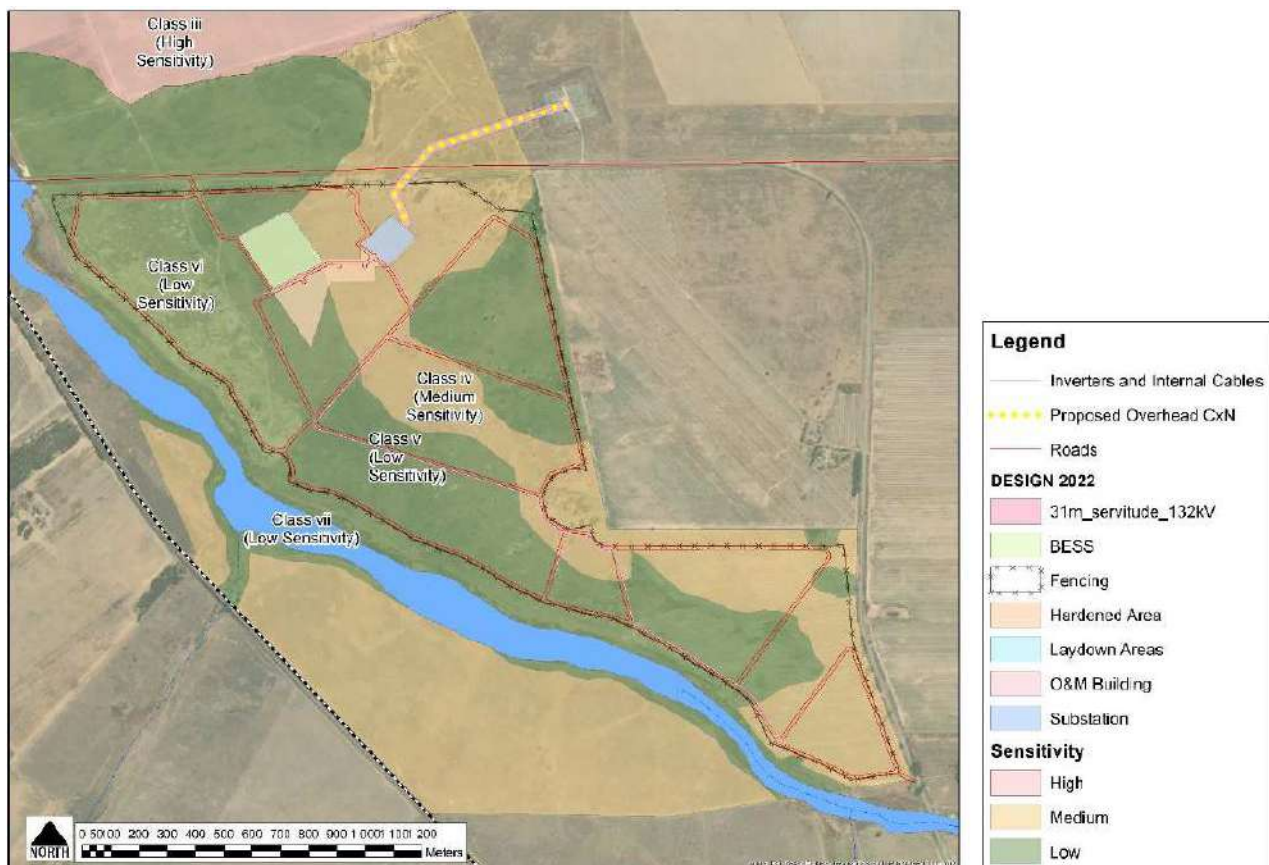 Class iii
(High
Sensitivity)
Class vi
(Low
Sensitivity)
Class iv
(Medium
Sensitivity)
Class v
(Low
Sensitivity)
Class vii
(Low Sensitivity)
NORTH
Meters
Legend
Inverters and Internal Cables
Proposed Overhead CxN
Roads
DESIGN 2022
31m_servitude_132kV
BESS
Fencing
Hardened Area
Laydown Areas
O&M Building
Substation
Sensitivity
High
Medium
Low